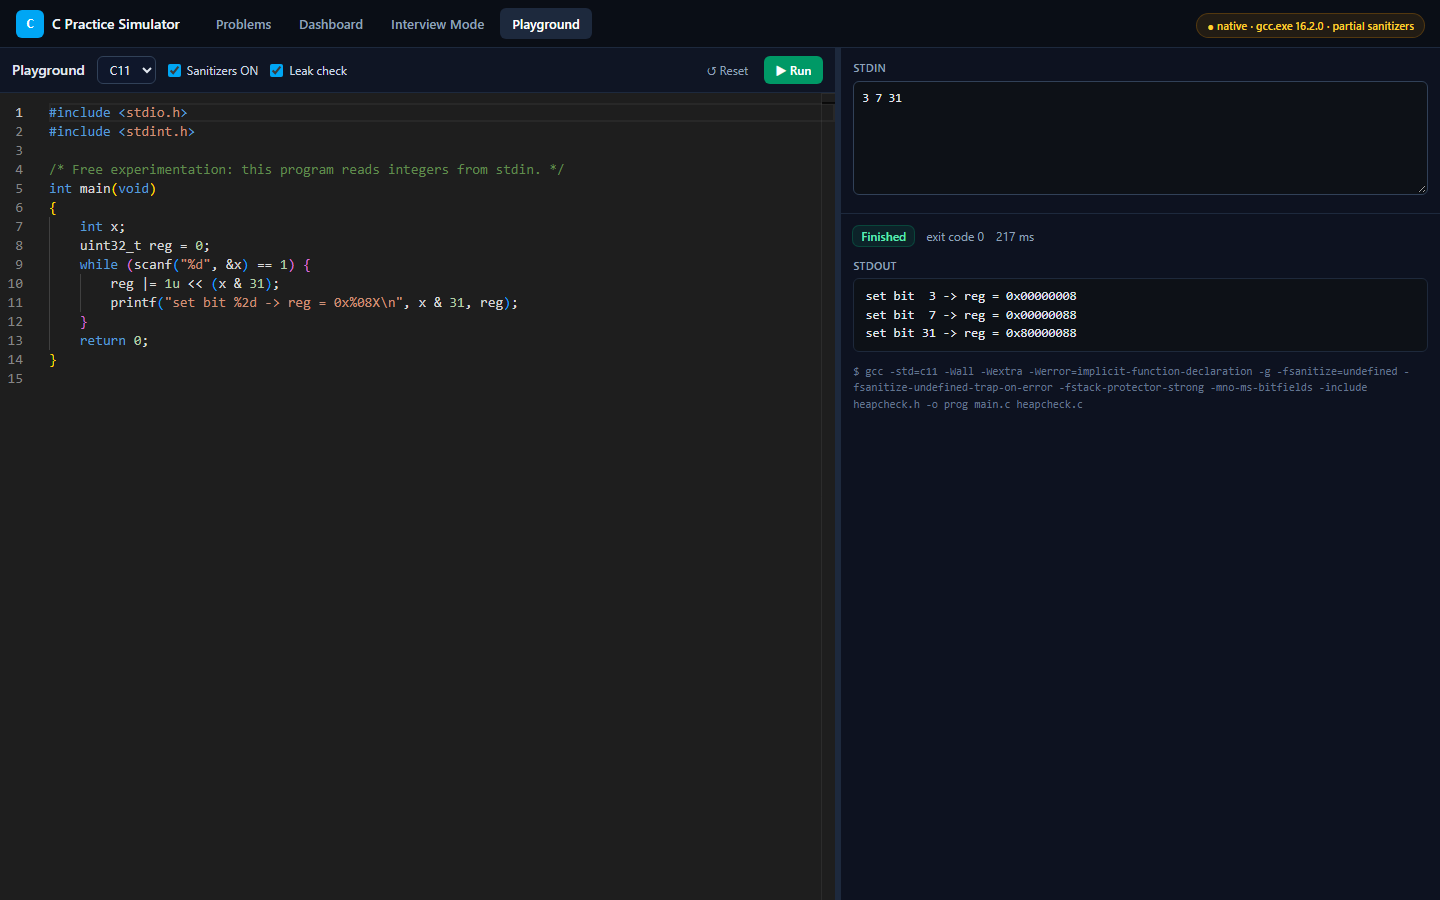 C C Practice Simulator Problems Dashboard Interview Mode Playground ● native · gcc.exe 16.2.0 · partial sanitizers
Playground C11 Sanitizers ON Leak check ↺ Reset ▶ Run
1 #include <stdio.h>
2 #include <stdint.h>
3
4 /* Free experimentation: this program reads integers from stdin. */
5 int main(void)
6 {
7     int x;
8     uint32_t reg = 0;
9     while (scanf("%d", &x) == 1) {
10         reg |= 1u << (x & 31);
11         printf("set bit %2d -> reg = 0x%08X\n", x & 31, reg);
12     }
13     return 0;
14 }
15
STDIN
3 7 31
Finished exit code 0 217 ms
STDOUT
set bit  3 -> reg = 0x00000008
set bit  7 -> reg = 0x00000088
set bit 31 -> reg = 0x80000088
$ gcc -std=c11 -Wall -Wextra -Werror=implicit-function-declaration -g -fsanitize=undefined -
fsanitize-undefined-trap-on-error -fstack-protector-strong -mno-ms-bitfields -include
heapcheck.h -o prog main.c heapcheck.c